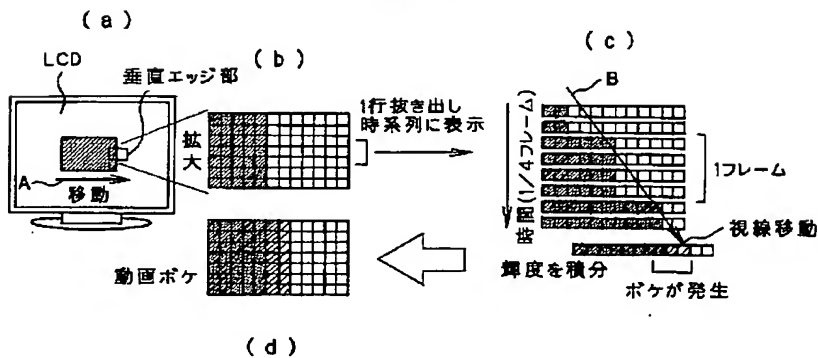 (a)
LCD
垂直エッジ部
A
移動
(b)
拡大
1行抜き出し
時系列に表示
(c)
B
時間(1/4フレーム)
1フレーム
視線移動
輝度を積分
ボケが発生
動画ボケ
(d)